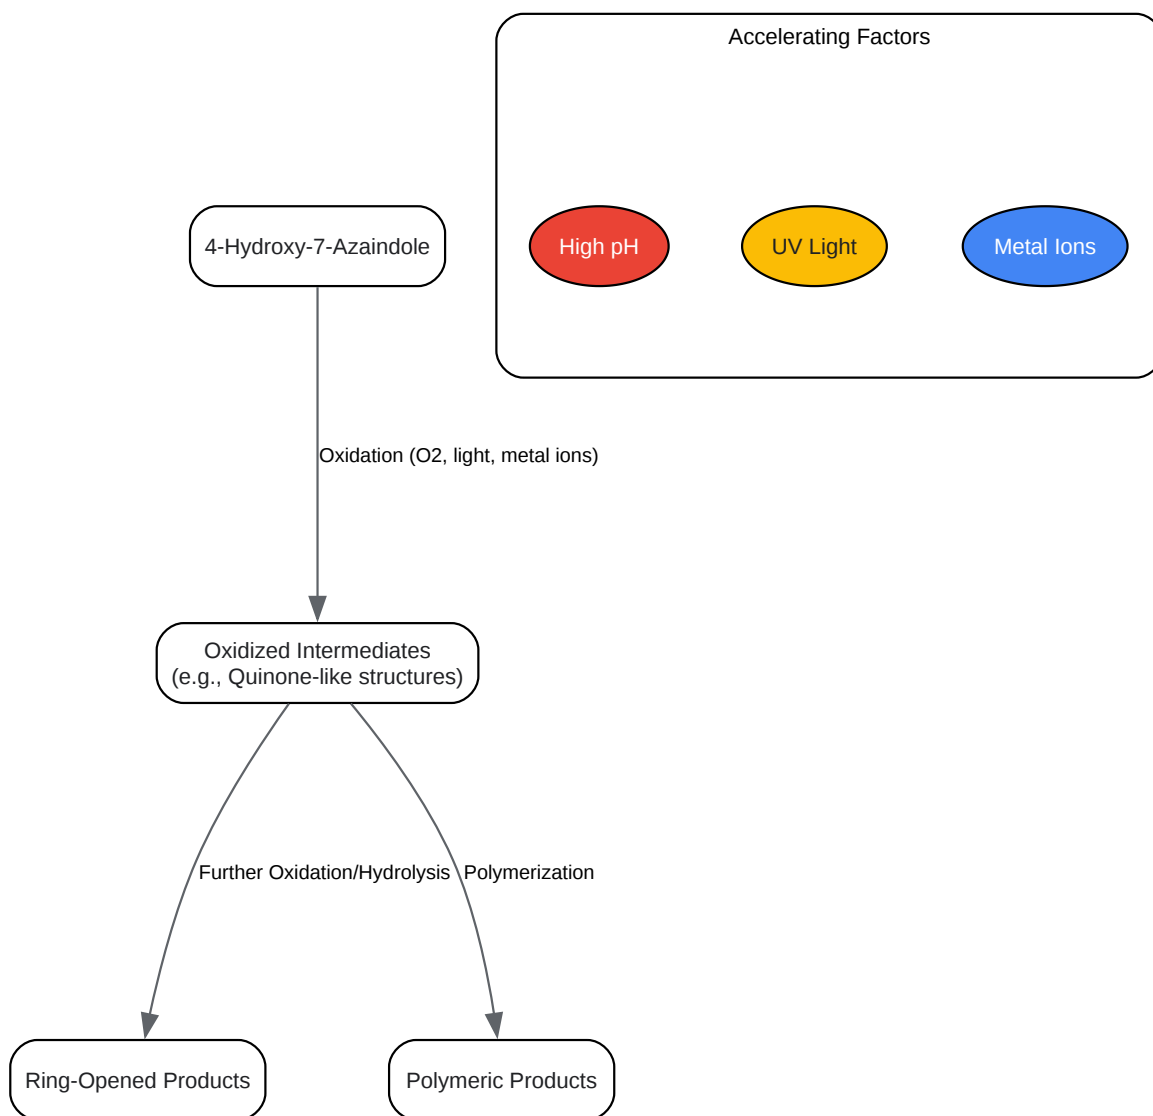 Accelerating Factors
4-Hydroxy-7-Azaindole
High pH
UV Light
Metal Ions
Oxidation (O2, light, metal ions)
Oxidized Intermediates
(e.g., Quinone-like structures)
Further Oxidation/Hydrolysis
Polymerization
Ring-Opened Products
Polymeric Products